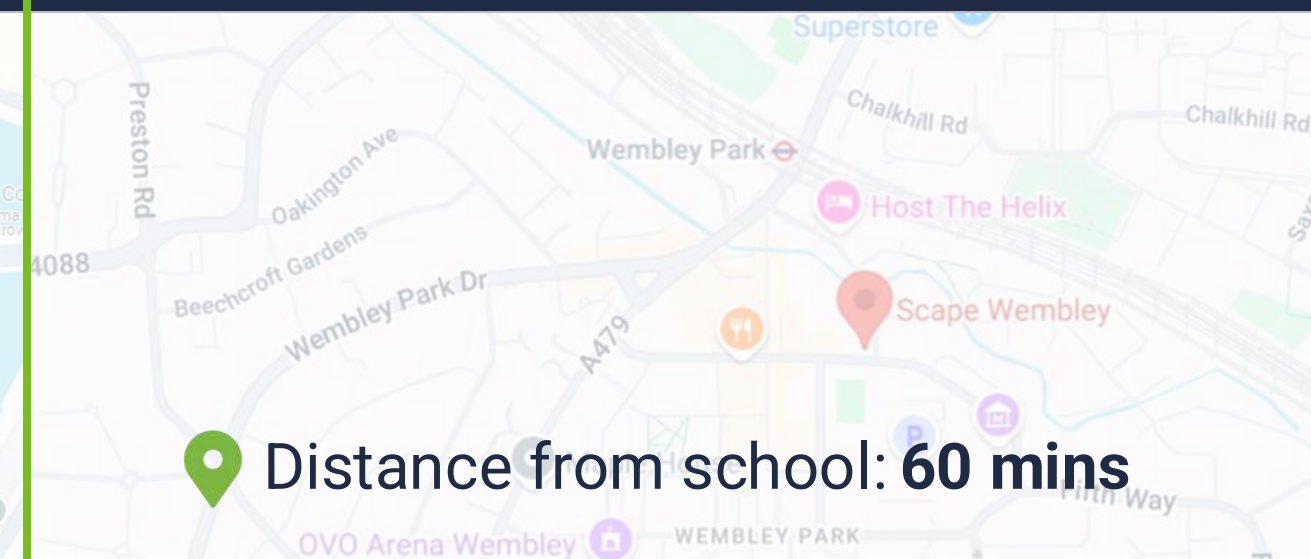 Superstore
Preston Rd
Chalkhill Rd
Chalkhill Rd
Oakington Ave
Wembley Park
Host The Helix
4088
Beechcroft Gardens
Wembley Park Dr
Scape Wembley
A479
P
Distance from school: 60 mins
Fifth Way
OVO Arena Wembley
WEMBLEY PARK